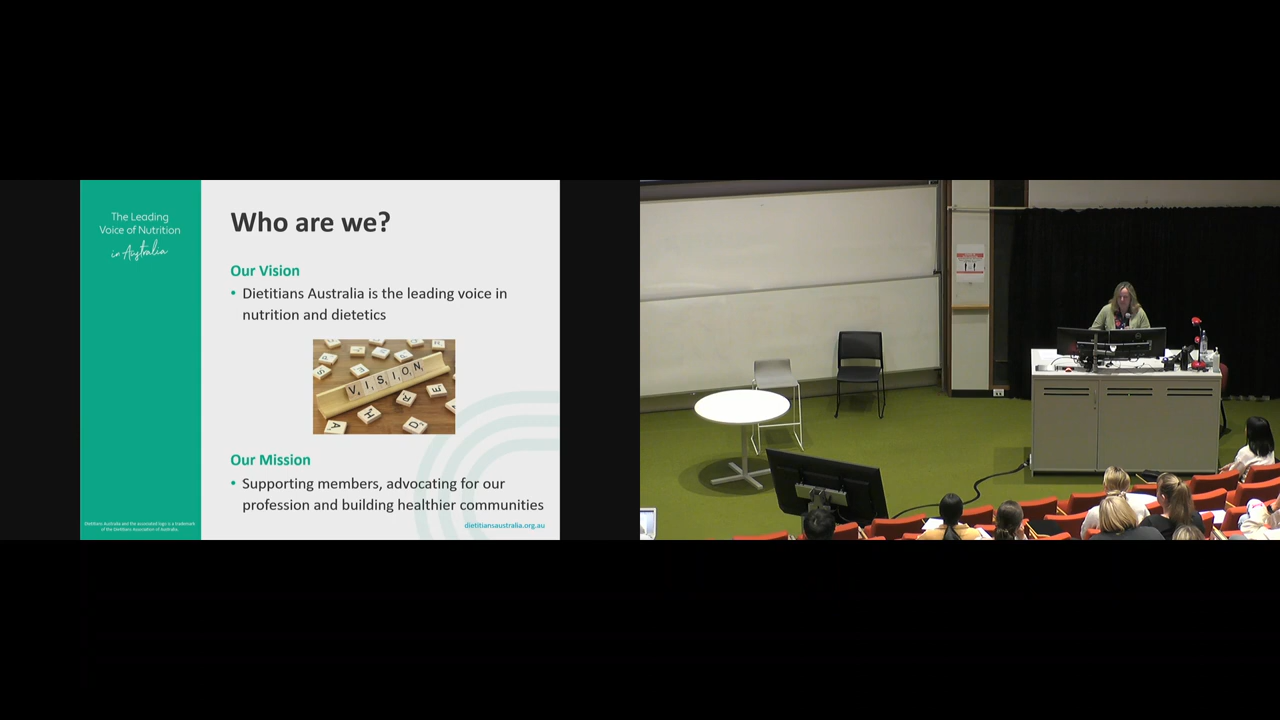 The Leading
Voice of Nutrition
in Australia
Who are we?
Our Vision
• Dietitians Australia is the leading voice in
nutrition and dietetics
VISION
Our Mission
• Supporting members, advocating for our
profession and building healthier communities
Dietitians Australia and the associated logo is a trademark
of the Dietitians Association of Australia.
dietitiansaustralia.org.au